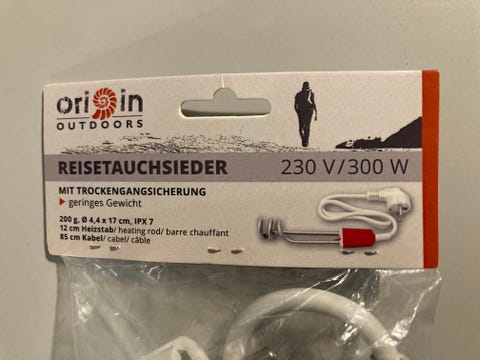 origin
OUTDOORS
REISETAUCHSIEDER 230 V/300 W
MIT TROCKENGANGSICHERUNG
▶ geringes Gewicht
200 g, Ø 4,4 x 17 cm, IPX 7
12 cm Heizstab/ heating rod/ barre chauffant
85 cm Kabel/ cabel/ câble